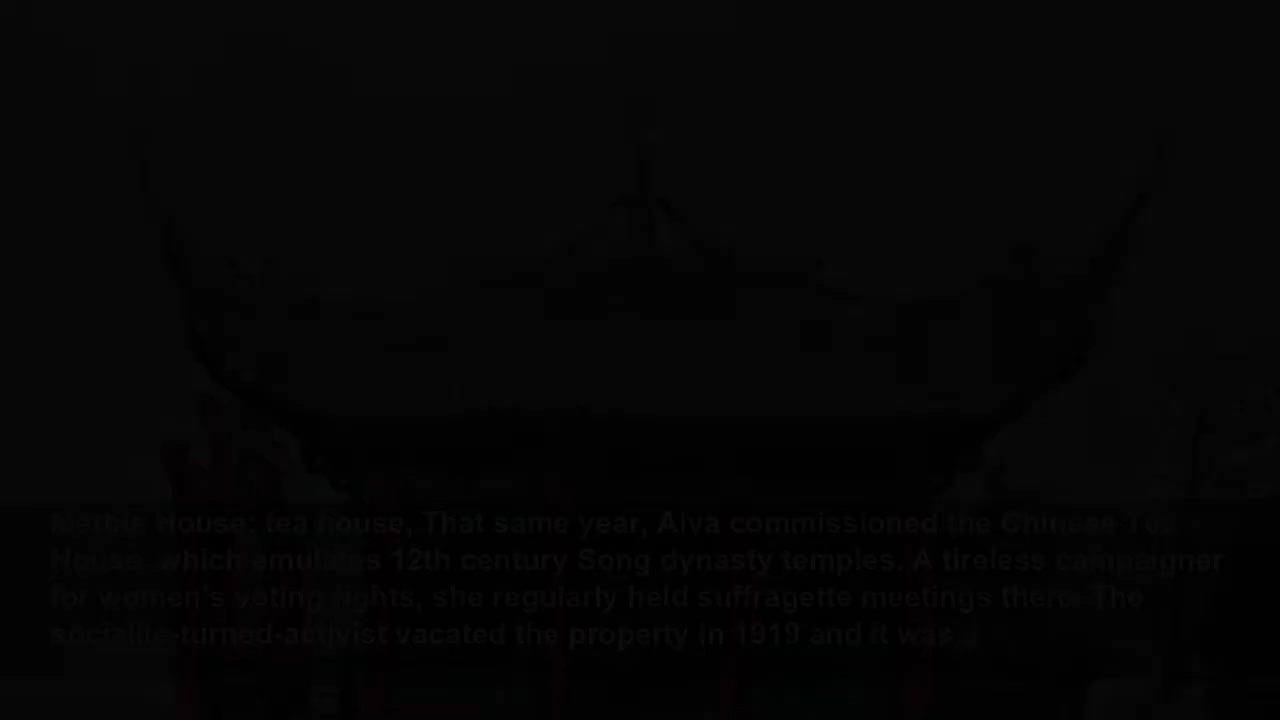 Marble House: tea house, That same year, Alva commissioned the Chinese Tea
House, which emulates 12th century Song dynasty temples. A tireless campaigner
for women's voting rights, she regularly held suffragette meetings there. The
socialite-turned-activist vacated the property in 1919 and it was